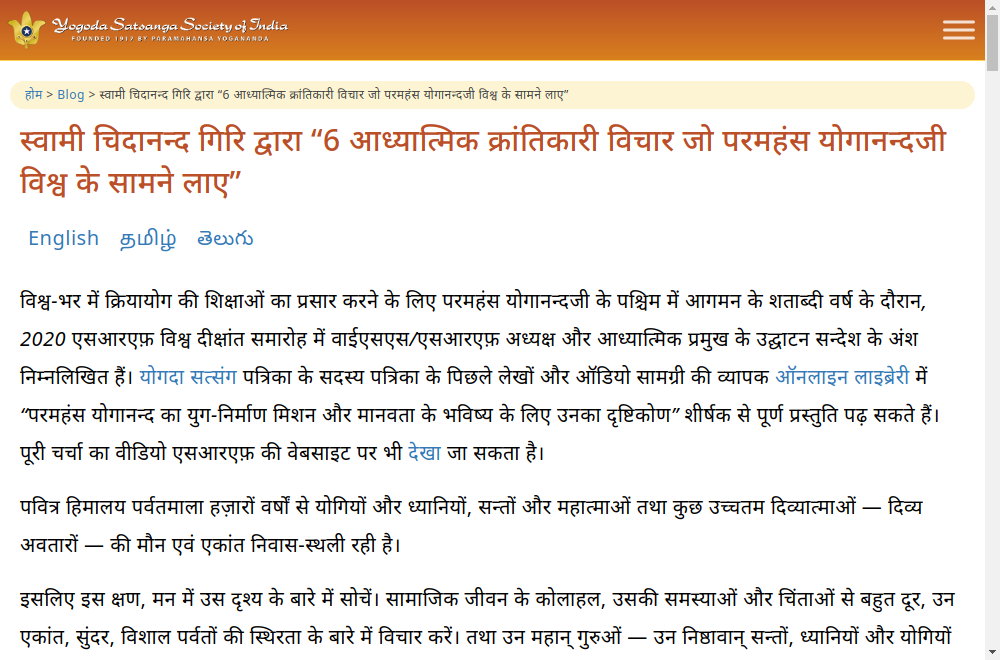 Yogoda Satsanga Society of India
FOUNDED 1917 BY PARAMAHANSA YOGANANDA
होम > Blog > स्वामी चिदानन्द गिरि द्वारा “6 आध्यात्मिक क्रांतिकारी विचार जो परमहंस योगानन्दजी विश्व के सामने लाए”
स्वामी चिदानन्द गिरि द्वारा “6 आध्यात्मिक क्रांतिकारी विचार जो परमहंस योगानन्दजी
विश्व के सामने लाए”
English தமிழ் తెలుగు
विश्व-भर में क्रियायोग की शिक्षाओं का प्रसार करने के लिए परमहंस योगानन्दजी के पश्चिम में आगमन के शताब्दी वर्ष के दौरान,
2020 एसआरएफ़ विश्व दीक्षांत समारोह में वाईएसएस/एसआरएफ़ अध्यक्ष और आध्यात्मिक प्रमुख के उद्घाटन सन्देश के अंश
निम्नलिखित हैं। योगदा सत्संग पत्रिका के सदस्य पत्रिका के पिछले लेखों और ऑडियो सामग्री की व्यापक ऑनलाइन लाइब्रेरी में
“परमहंस योगानन्द का युग-निर्माण मिशन और मानवता के भविष्य के लिए उनका दृष्टिकोण” शीर्षक से पूर्ण प्रस्तुति पढ़ सकते हैं।
पूरी चर्चा का वीडियो एसआरएफ़ की वेबसाइट पर भी देखा जा सकता है।
पवित्र हिमालय पर्वतमाला हज़ारों वर्षों से योगियों और ध्यानियों, सन्तों और महात्माओं तथा कुछ उच्चतम दिव्यात्माओं — दिव्य
अवतारों — की मौन एवं एकांत निवास-स्थली रही है।
इसलिए इस क्षण, मन में उस दृश्य के बारे में सोचें। सामाजिक जीवन के कोलाहल, उसकी समस्याओं और चिंताओं से बहुत दूर, उन
एकांत, सुंदर, विशाल पर्वतों की स्थिरता के बारे में विचार करें। तथा उन महान् गुरुओं — उन निष्ठावान् सन्तों, ध्यानियों और योगियों